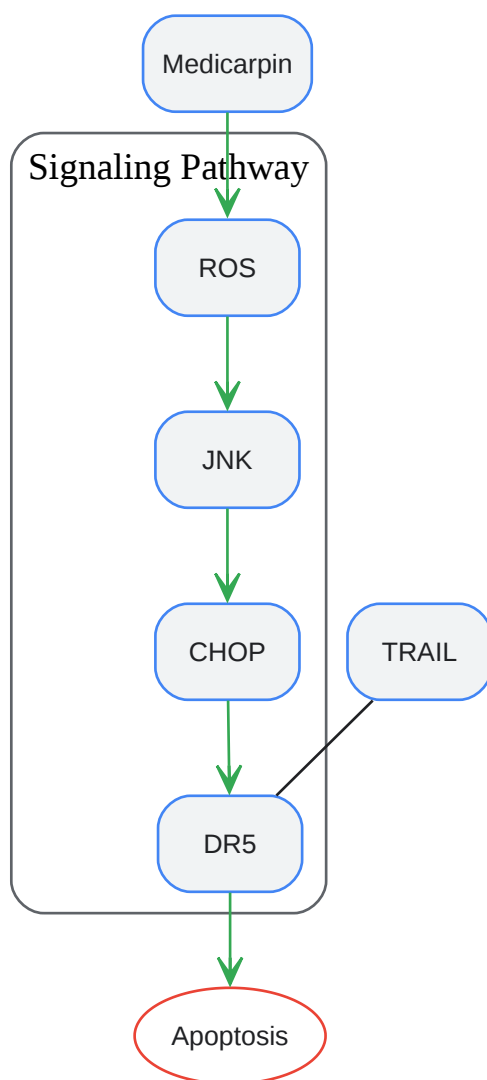 Medicarpin
Signaling Pathway
ROS
JNK
CHOP
TRAIL
DR5
Apoptosis